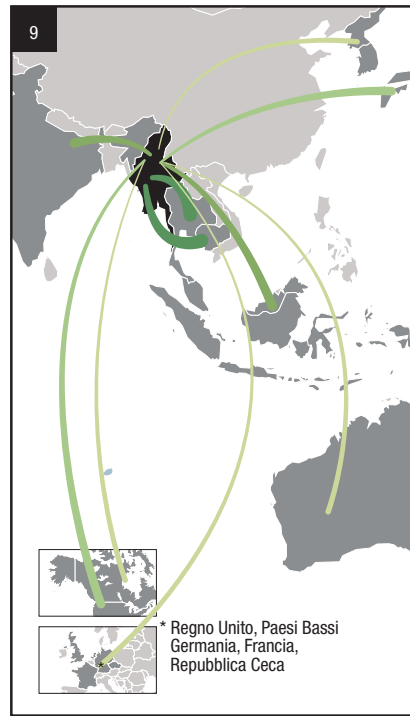 9
* Regno Unito, Paesi Bassi
Germania, Francia,
Repubblica Ceca
*